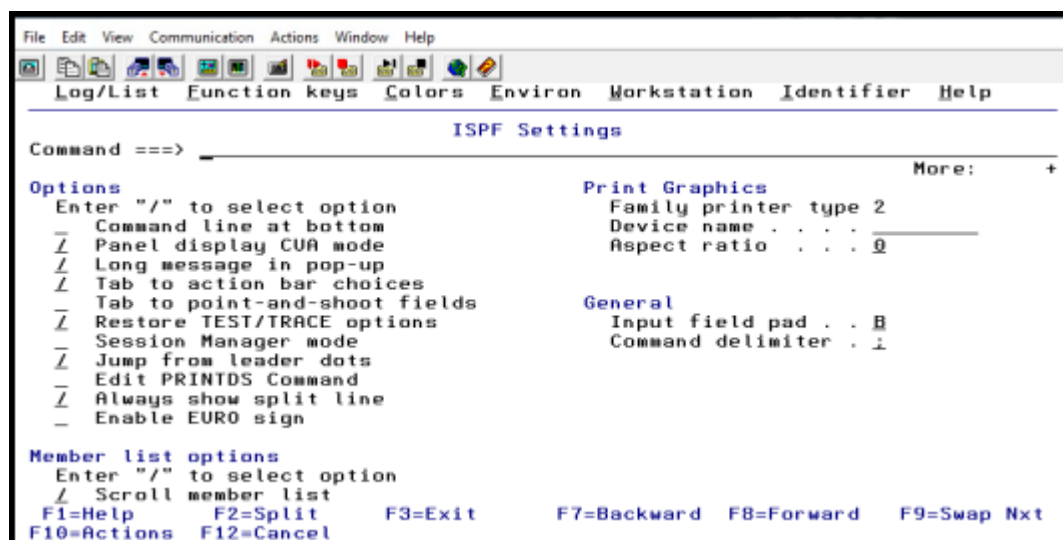 File Edit View Communication Actions Window Help
Log/List Function keys Colors Environ Workstation Identifier Help
ISPF Settings
Command ===> _
More: +
Options
Enter "/" to select option
_ Command line at bottom
/ Panel display CUA mode
/ Long message in pop-up
/ Tab to action bar choices
_ Tab to point-and-shoot fields
/ Restore TEST/TRACE options
_ Session Manager mode
/ Jump from leader dots
_ Edit PRINTDS Command
/ Always show split line
_ Enable EURO sign
Print Graphics
Family printer type 2
Device name . . . . ________
Aspect ratio . . . 0
General
Input field pad . . B
Command delimiter . ;
Member list options
Enter "/" to select option
/ Scroll member list
F1=Help F2=Split F3=Exit F7=Backward F8=Forward F9=Swap Nxt
F10=Actions F12=Cancel